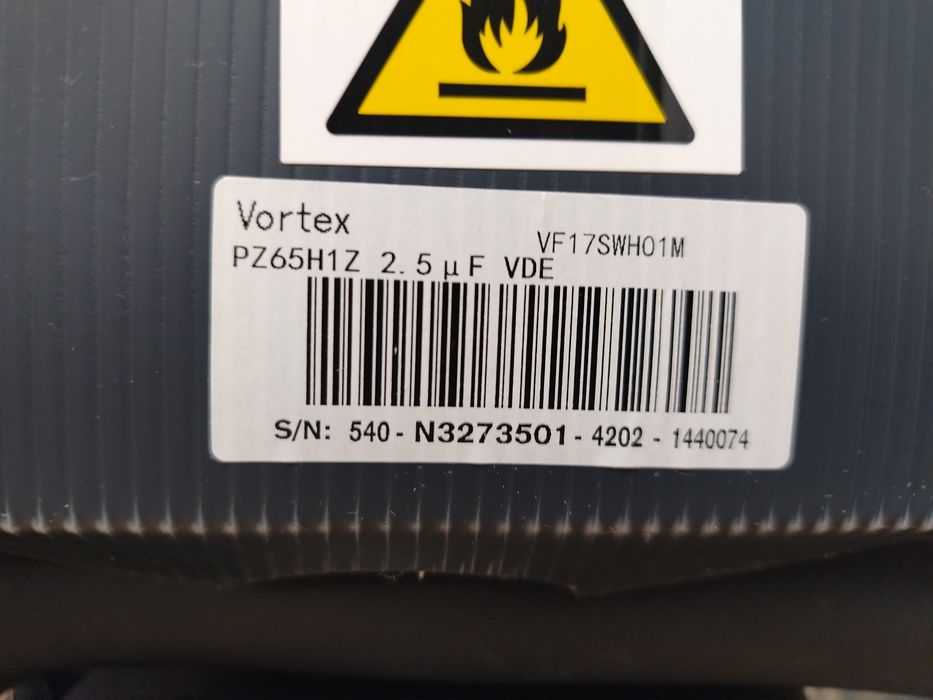 Vortex
VF17SWH01M
PZ65H1Z 2.5μF VDE
S/N: 540-N3273501-4202-1440074